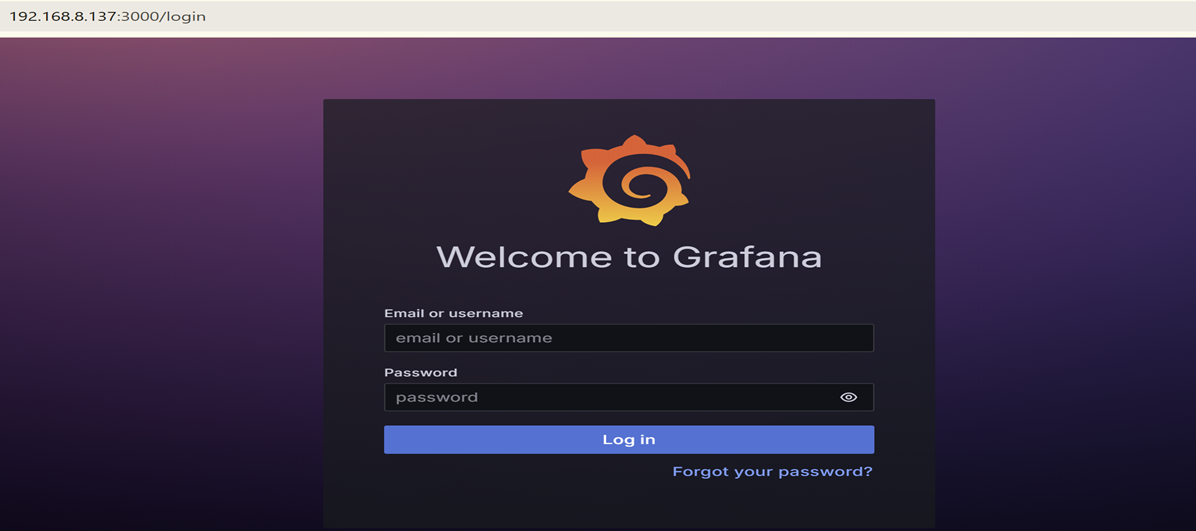 192.168.8.137:3000/login
Welcome to Grafana
Email or username
email or username
Password
password
Log in
Forgot your password?